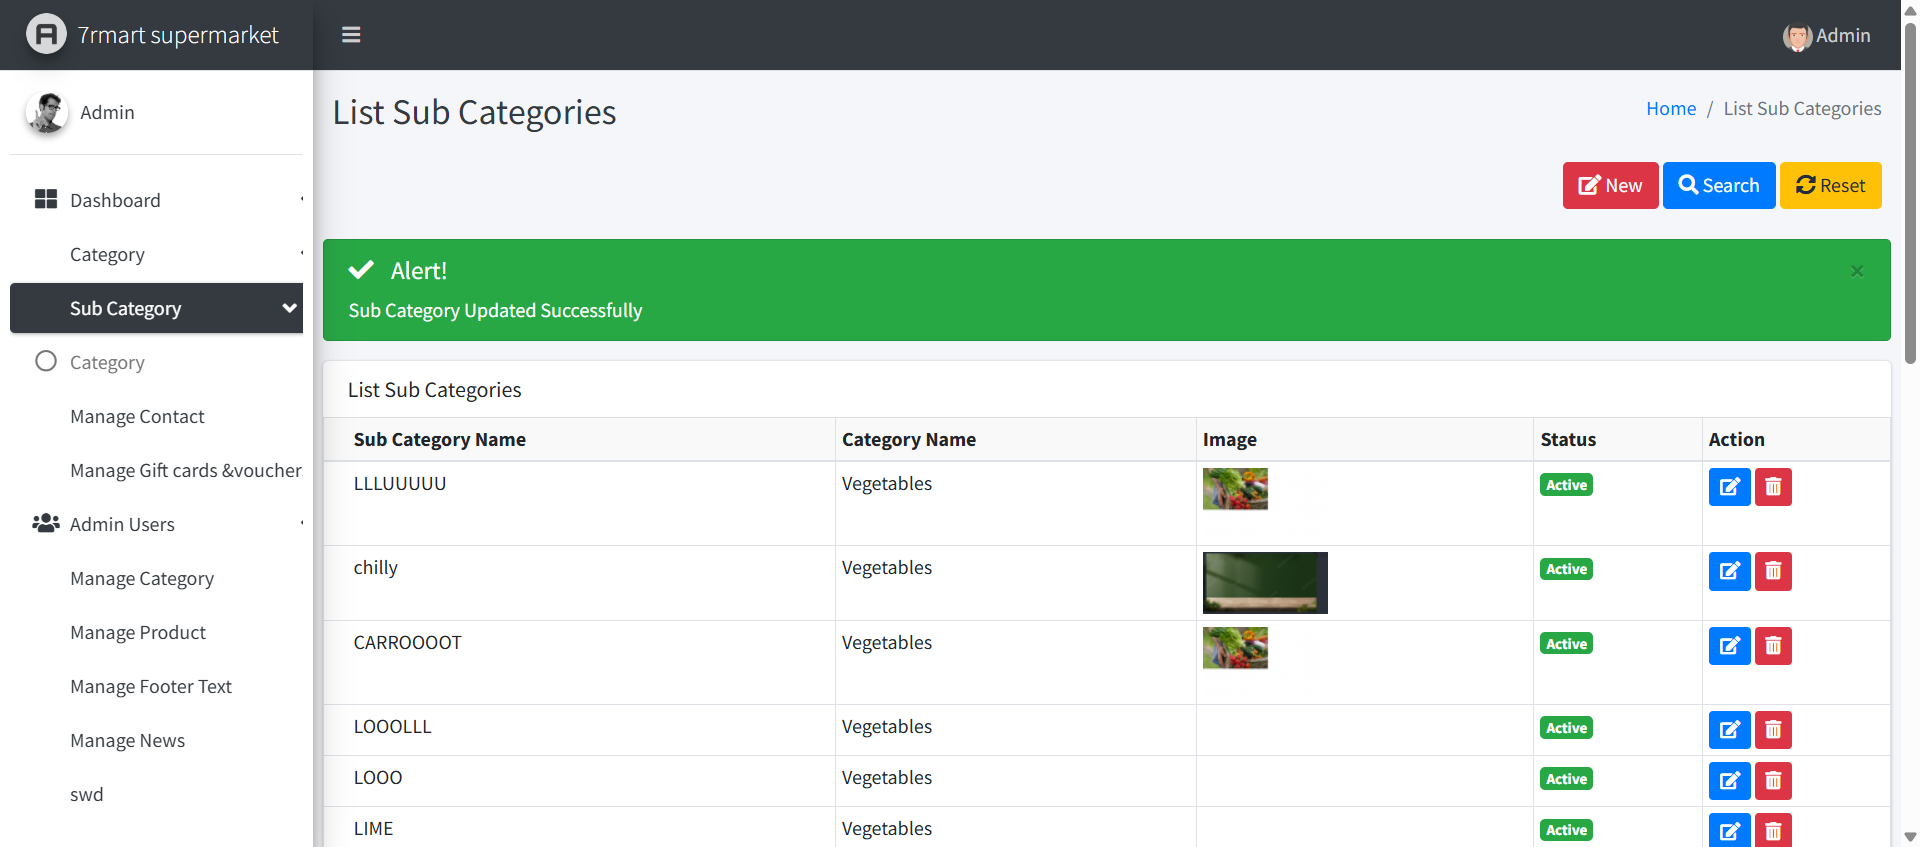 7rmart supermarket
Admin
Admin
Dashboard
Category
Sub Category
Category
Manage Contact
Manage Gift cards &voucher
Admin Users
Manage Category
Manage Product
Manage Footer Text
Manage News
swd
List Sub Categories
Home / List Sub Categories
New Search Reset
Alert! ×
Sub Category Updated Successfully
List Sub Categories
Sub Category Name Category Name Image Status Action
LLLUUUUU Vegetables Active
chilly Vegetables Active
CARROOOOT Vegetables Active
LOOOLLL Vegetables Active
LOOO Vegetables Active
LIME Vegetables Active